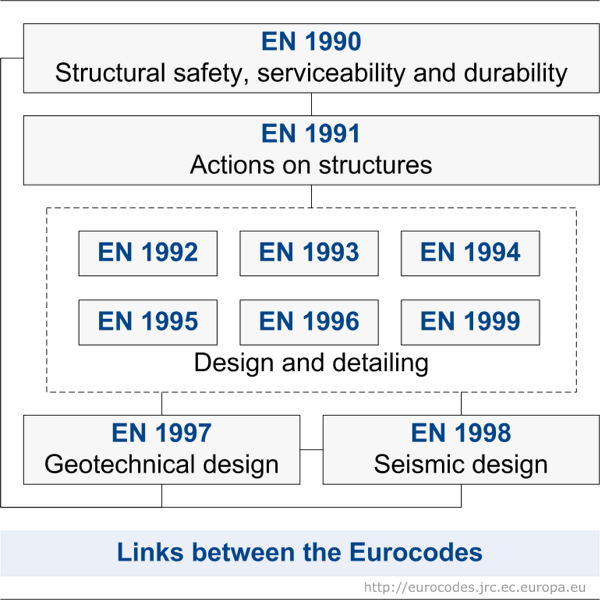 EN 1990
Structural safety, serviceability and durability
EN 1991
Actions on structures
EN 1992 EN 1993 EN 1994
EN 1995 EN 1996 EN 1999
Design and detailing
EN 1997 EN 1998
Geotechnical design Seismic design
Links between the Eurocodes
http://eurocodes.jrc.ec.europa.eu